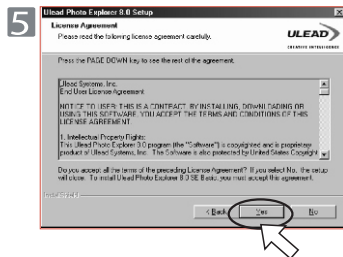 5
Ulead Photo Explorer 8.0 Setup
License Agreement
Please read the following license agreement carefully.
ULEAD
CREATIVE INTELLIGENCE
Press the PAGE DOWN key to see the rest of the agreement.
Ulead Systems, Inc.
End User License Agreement
NOTICE TO USER: THIS IS A CONTRACT. BY INSTALLING, DOWNLOADING OR
USING THIS SOFTWARE, YOU ACCEPT THE TERMS AND CONDITIONS OF THIS
LICENSE AGREEMENT.
1. Intellectual Property Rights:
This Ulead Photo Explorer 8.0 program (the "Software") is copyrighted and is proprietary
product of Ulead Systems, Inc. The Software is also protected by United States Copyright
Do you accept all the terms of the preceding License Agreement? If you select No, the setup
will close. To install Ulead Photo Explorer 8.0 SE Basic, you must accept this agreement.
InstallShield
< Back
Yes
No